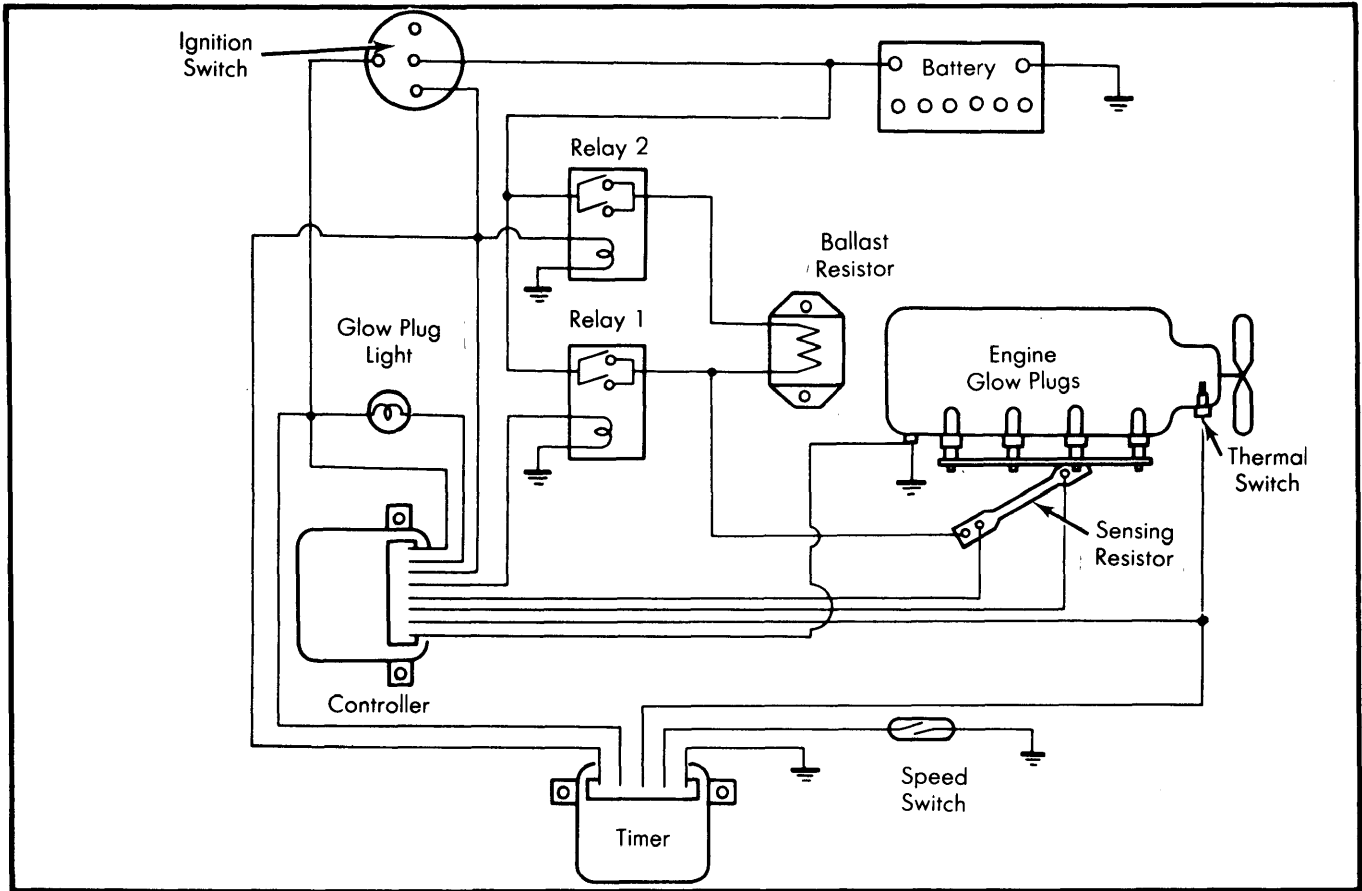 Ignition
Switch
Battery
Relay 2
Ballast
Resistor
Relay 1
Glow Plug
Light
Engine
Glow Plugs
Thermal
Switch
Sensing
Resistor
Controller
Speed
Switch
Timer